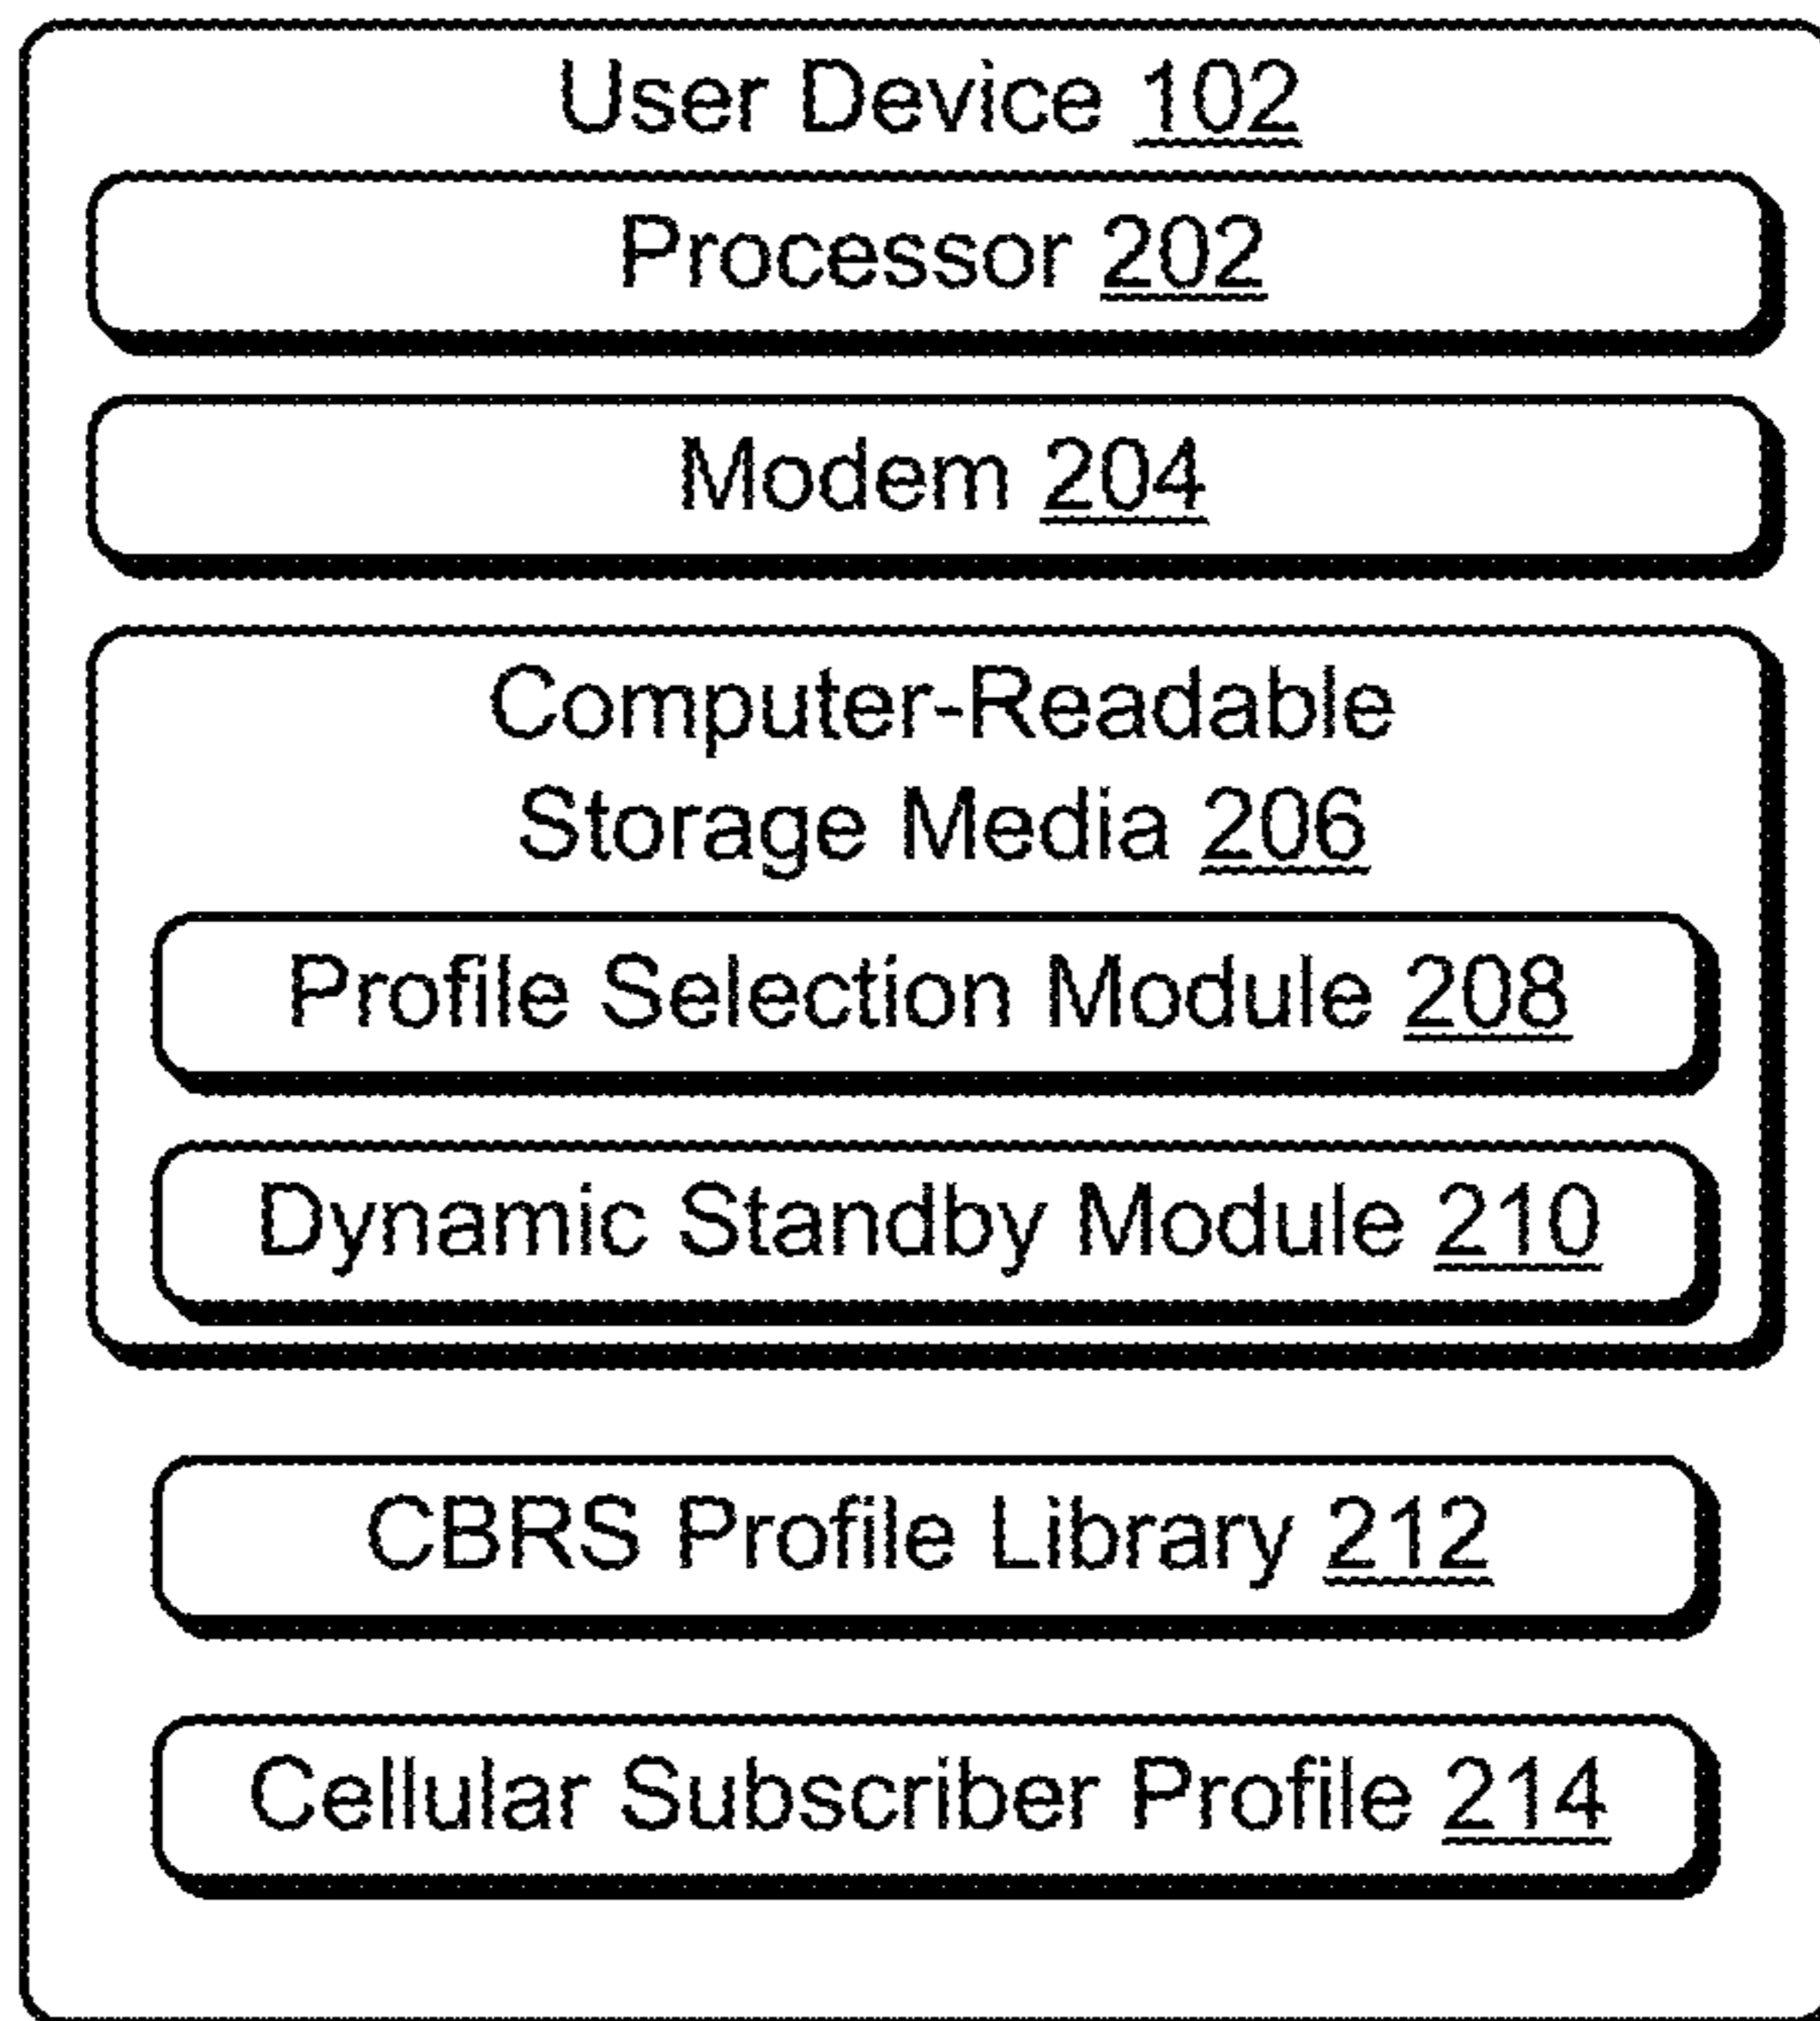 User Device 102
Processor 202
Modem 204
Computer-Readable
Storage Media 206
Profile Selection Module 208
Dynamic Standby Module 210
CBRS Profile Library 212
Cellular Subscriber Profile 214